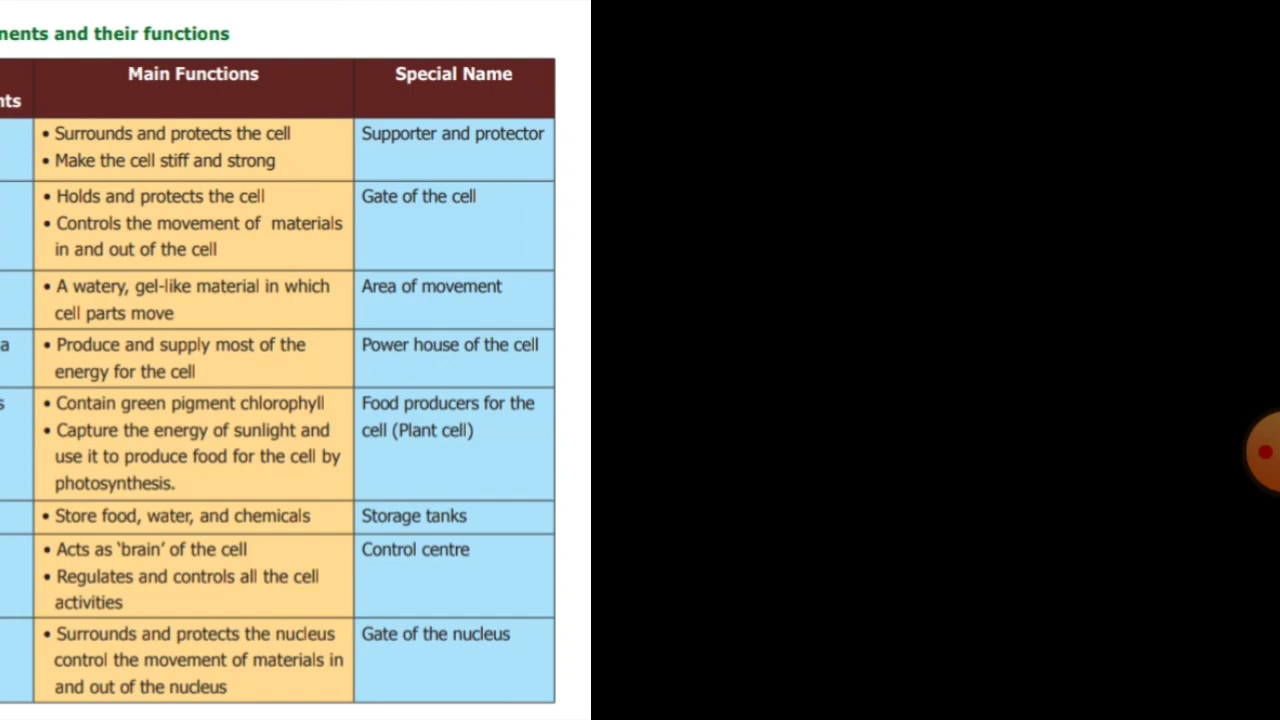 nents and their functions
nts
Main Functions
Special Name
• Surrounds and protects the cell
• Make the cell stiff and strong
Supporter and protector
• Holds and protects the cell
• Controls the movement of materials
in and out of the cell
Gate of the cell
• A watery, gel-like material in which
cell parts move
Area of movement
a
• Produce and supply most of the
energy for the cell
Power house of the cell
s
• Contain green pigment chlorophyll
• Capture the energy of sunlight and
use it to produce food for the cell by
photosynthesis.
Food producers for the
cell (Plant cell)
• Store food, water, and chemicals
Storage tanks
• Acts as ‘brain’ of the cell
• Regulates and controls all the cell
activities
Control centre
• Surrounds and protects the nucleus
control the movement of materials in
and out of the nucleus
Gate of the nucleus